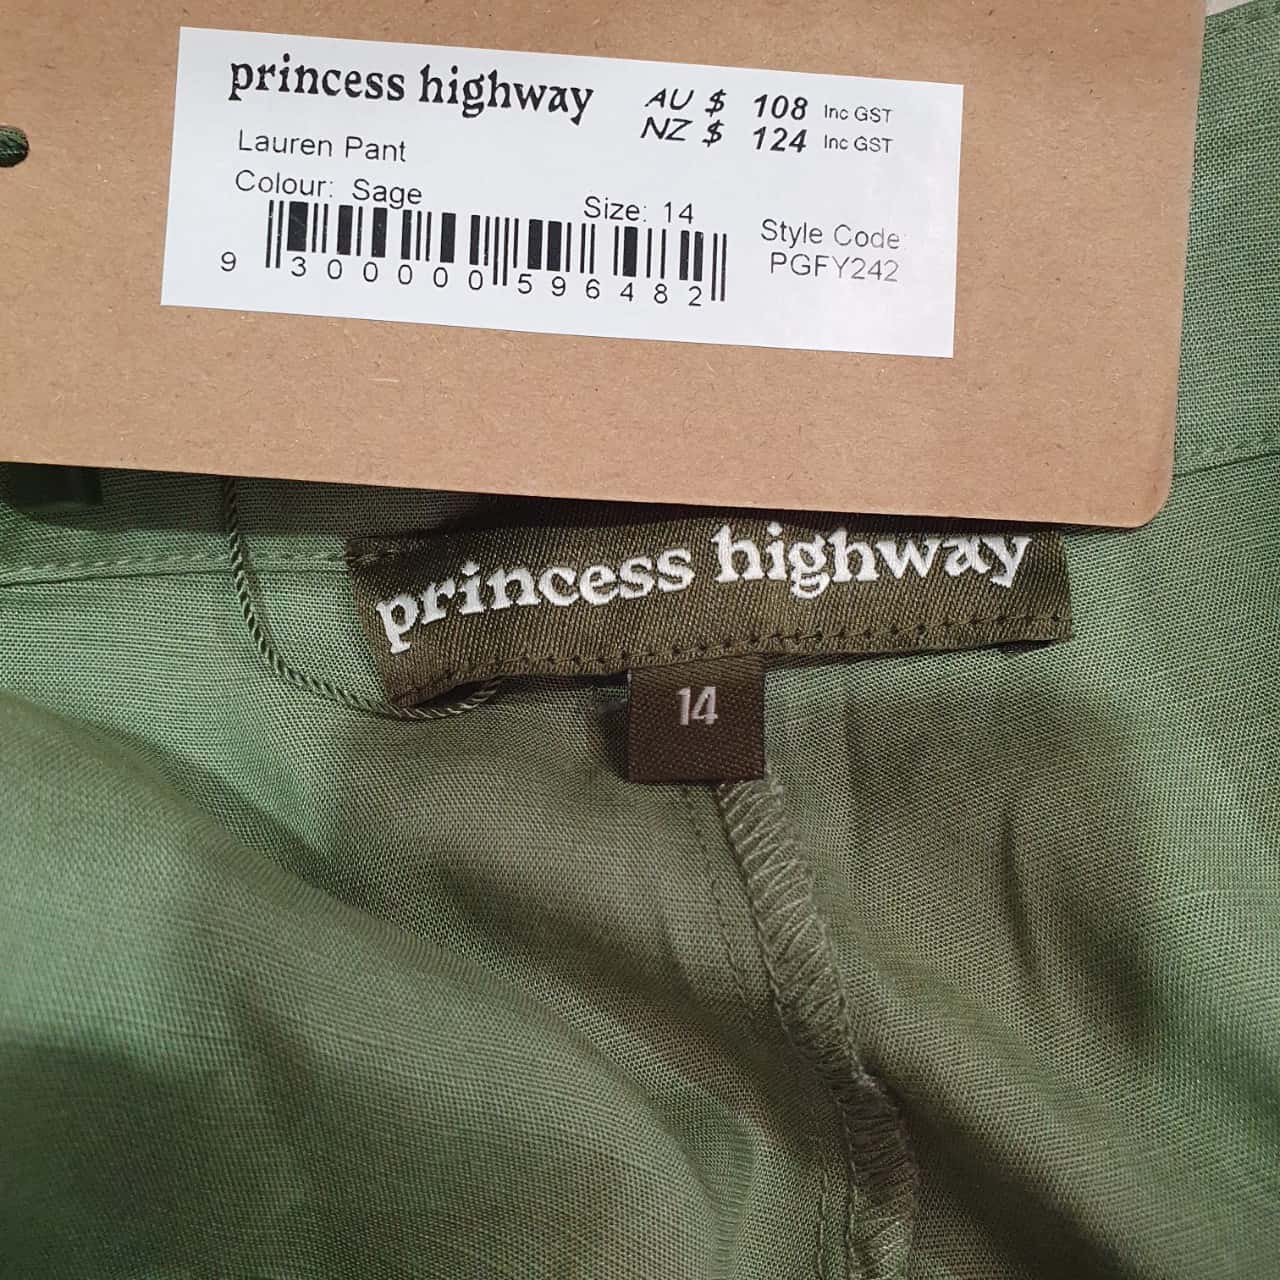 princess highway
AU $ 108 Inc GST
NZ $ 124 Inc GST
Lauren Pant
Colour: Sage
Size: 14
Style Code:
PGFY242
9 300000 596482
princess highway
14